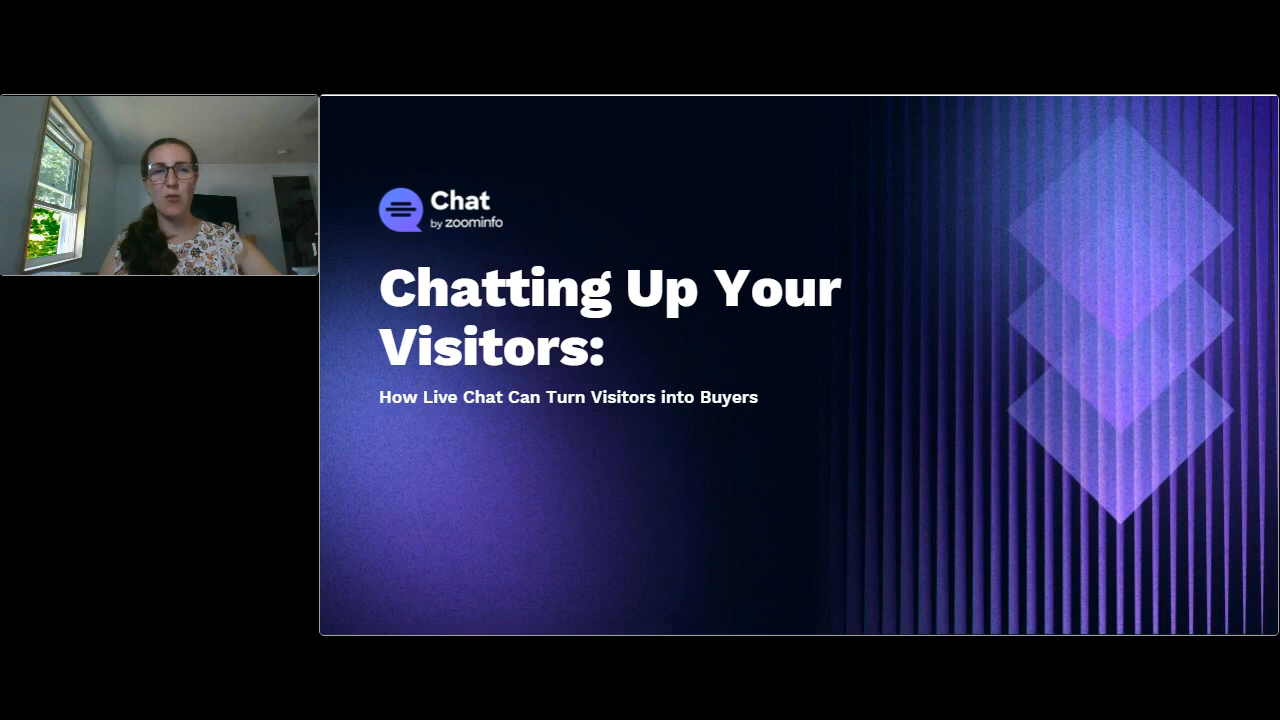 Chat
by zoominfo
Chatting Up Your
Visitors:
How Live Chat Can Turn Visitors into Buyers